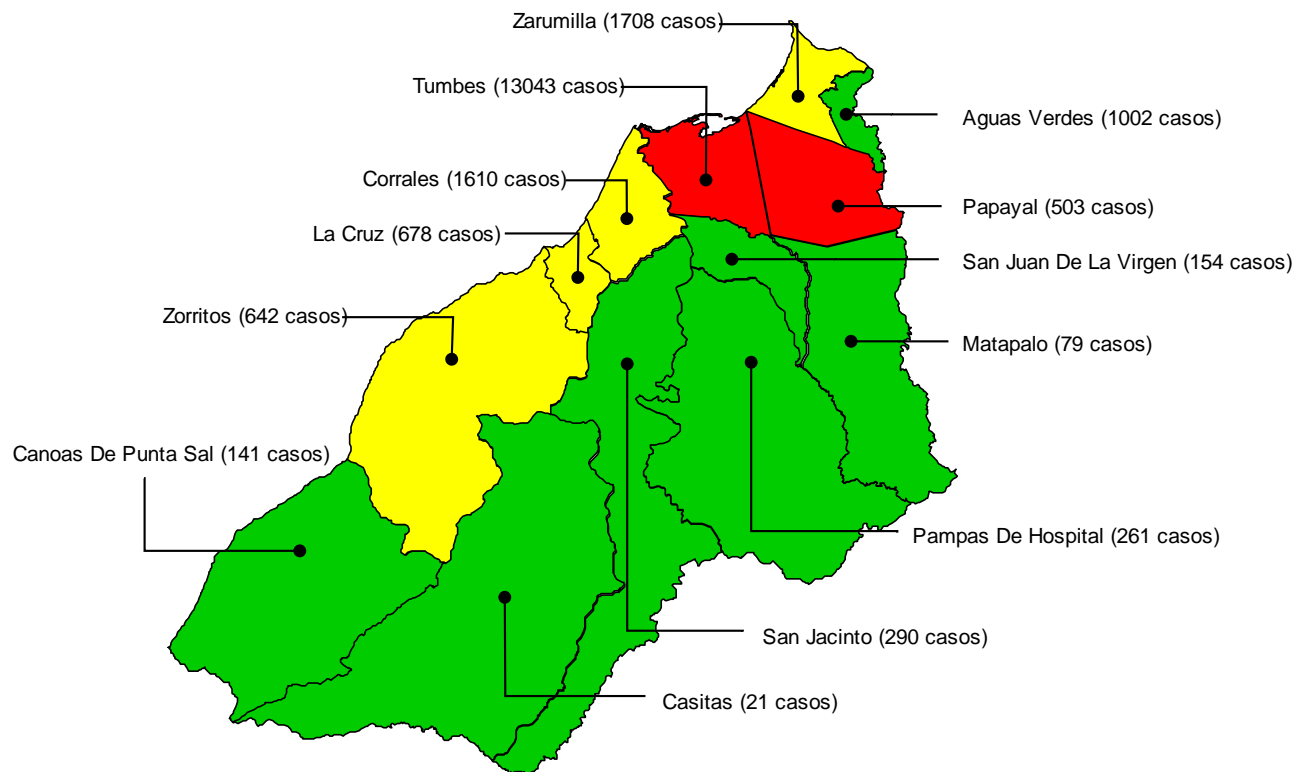 Zarumilla (1708 casos)
Tumbes (13043 casos)
Aguas Verdes (1002 casos)
Corrales (1610 casos)
Papayal (503 casos)
La Cruz (678 casos)
San Juan De La Virgen (154 casos)
Zorritos (642 casos)
Matapalo (79 casos)
Canoas De Punta Sal (141 casos)
Pampas De Hospital (261 casos)
San Jacinto (290 casos)
Casitas (21 casos)